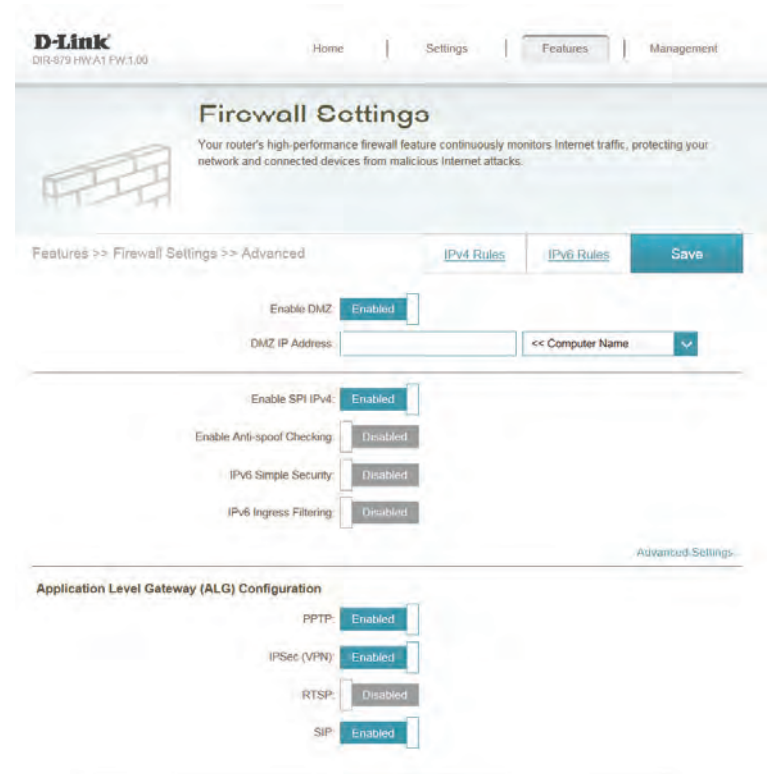 D-Link
DIR-879 HW:A1 FW:1.00
Home | Settings | Features | Management
Firewall Settings
Your router's high-performance firewall feature continuously monitors Internet traffic, protecting your
network and connected devices from malicious Internet attacks.
Features >> Firewall Settings >> Advanced
IPv4 Rules
IPv6 Rules
Save
Enable DMZ: Enabled
DMZ IP Address: << Computer Name
Enable SPI IPv4: Enabled
Enable Anti-spoof Checking: Disabled
IPv6 Simple Security: Disabled
IPv6 Ingress Filtering: Disabled
Advanced Settings...
Application Level Gateway (ALG) Configuration
PPTP: Enabled
IPSec (VPN): Enabled
RTSP: Disabled
SIP: Enabled